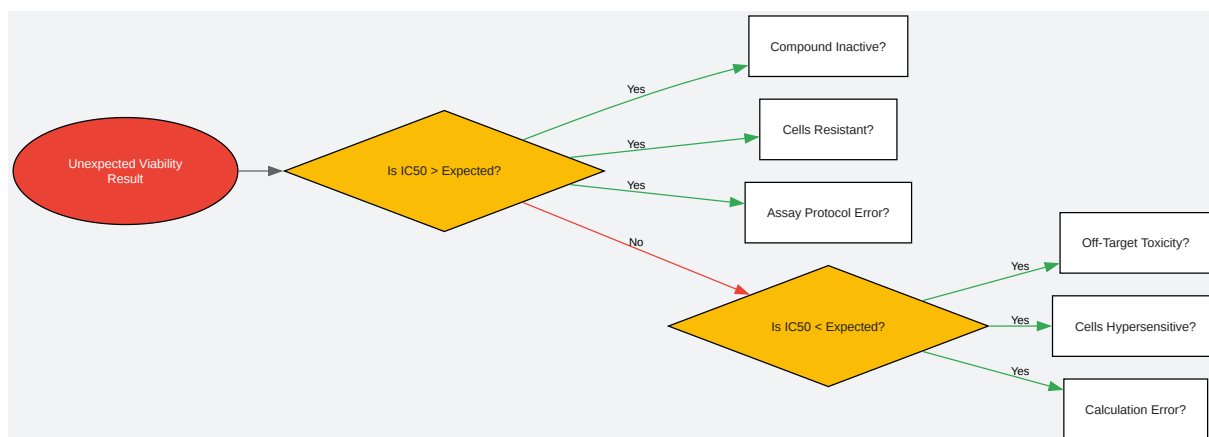 Compound Inactive?
Yes
Cells Resistant?
Yes
Unexpected Viability
Result
Is IC50 > Expected?
Yes
Assay Protocol Error?
No
Off-Target Toxicity?
Yes
Is IC50 < Expected?
Yes
Cells Hypersensitive?
Yes
Calculation Error?